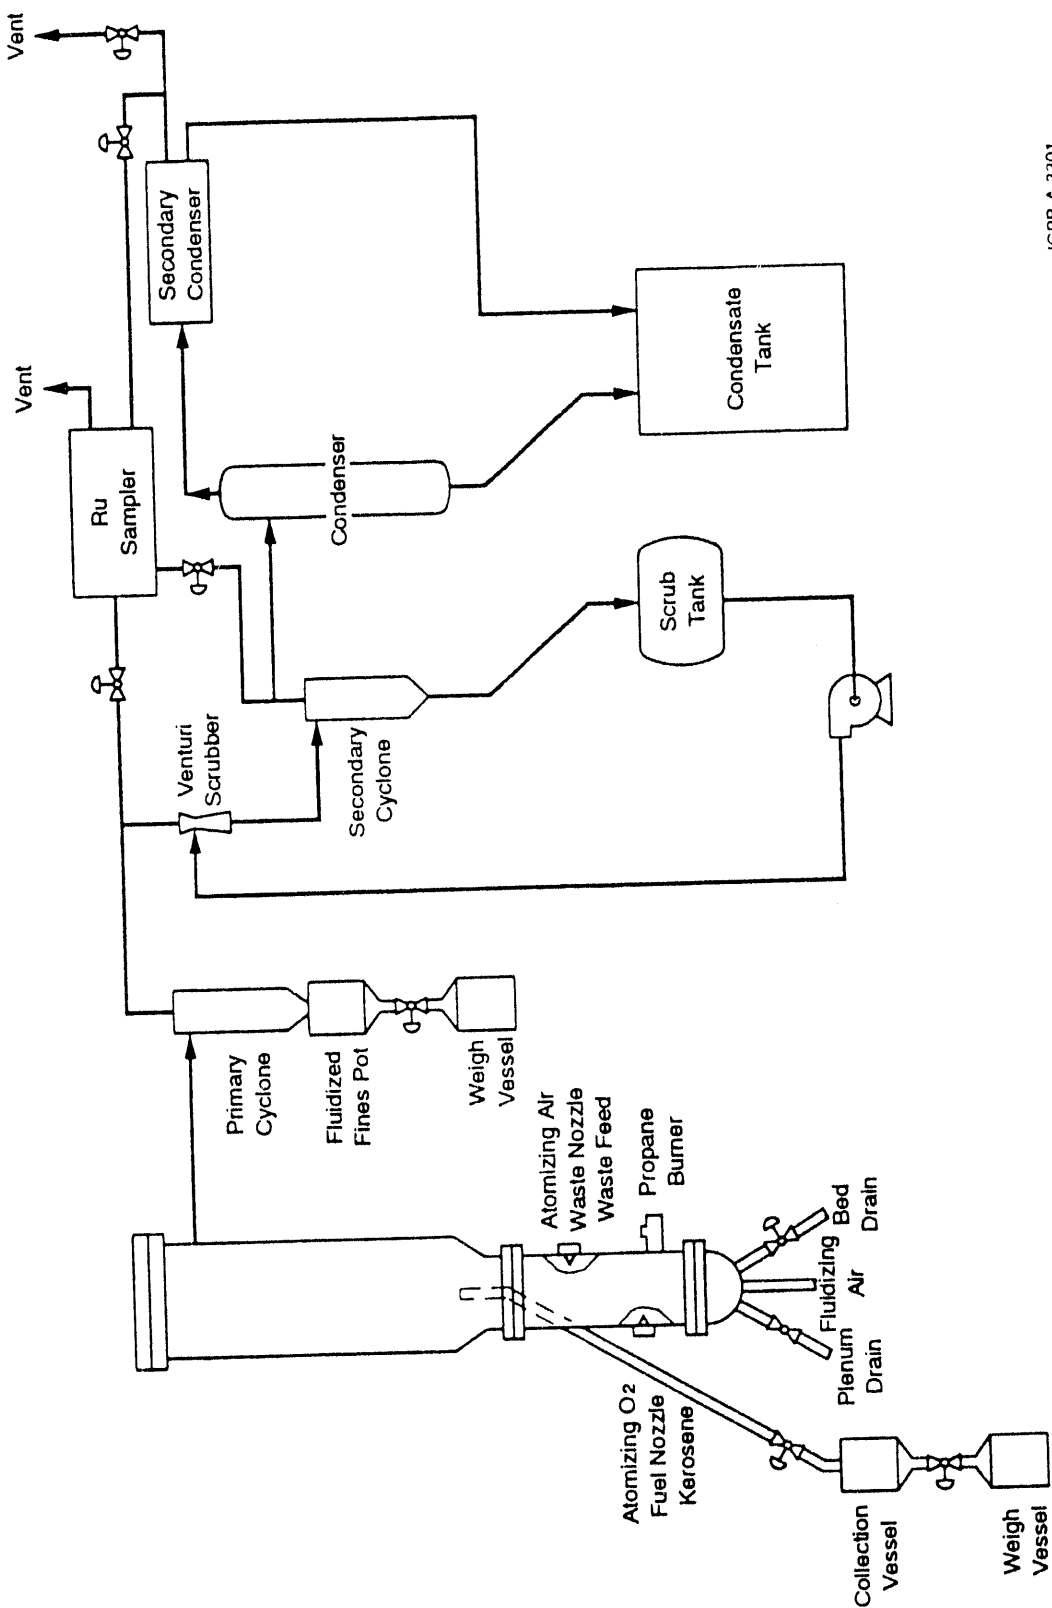 Vent
Vent
Ru
Sampler
Secondary
Condenser
Condenser
Condensate
Tank
Scrub
Tank
Venturi
Scrubber
Secondary
Cyclone
Primary
Cyclone
Fluidized
Fines Pot
Weigh
Vessel
Atomizing Air
Waste Nozzle
Waste Feed
Propane
Burner
Bed
Drain
Fluidizing
Air
Plenum
Drain
Atomizing O2
Fuel Nozzle
Kerosene
Collection
Vessel
Weigh
Vessel